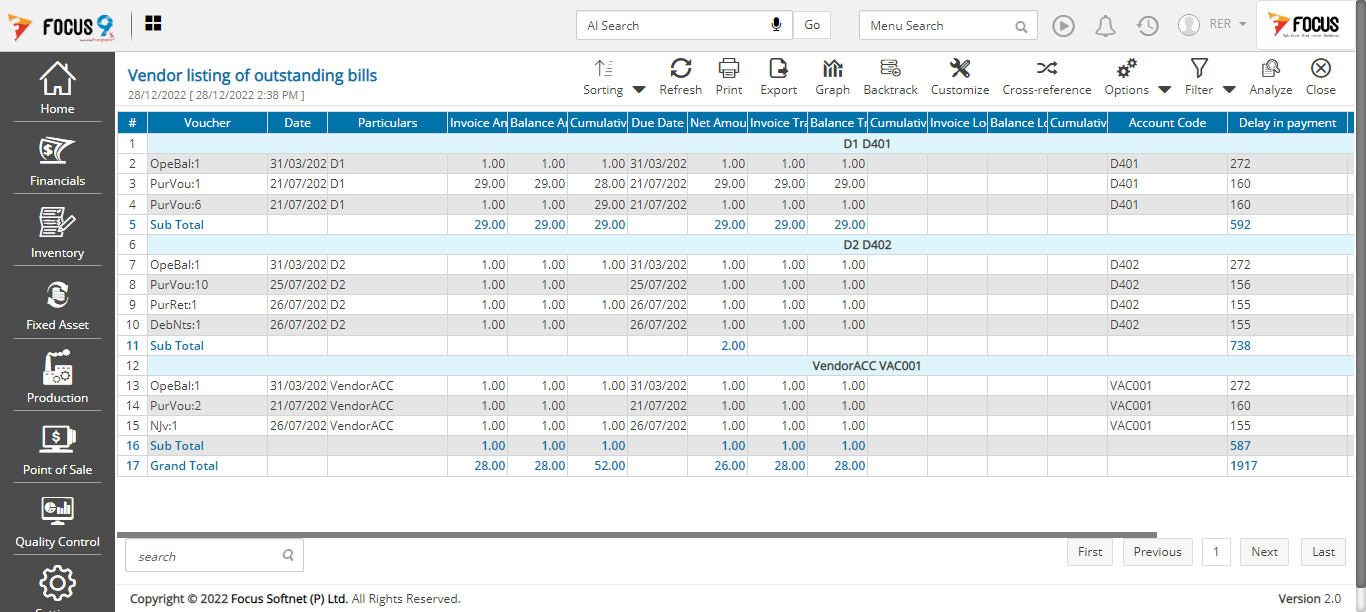 FOCUS 9
AI Search Go Menu Search RER FOCUS
Vendor listing of outstanding bills
28/12/2022 [ 28/12/2022 2:38 PM ]
Sorting Refresh Print Export Graph Backtrack Customize Cross-reference Options Filter Analyze Close
Home
Financials
Inventory
Fixed Asset
Production
Point of Sale
Quality Control
# Voucher Date Particulars Invoice An Balance Ar Cumulativ Due Date Net Amou Invoice Tra Balance Tr Cumulativ Invoice Lo Balance Lo Cumulativ Account Code Delay in payment
1 D1 D401
2 OpeBal:1 31/03/202 D1 1.00 1.00 1.00 31/03/202 1.00 1.00 1.00 D401 272
3 PurVou:1 21/07/202 D1 29.00 29.00 28.00 21/07/202 29.00 29.00 29.00 D401 160
4 PurVou:6 21/07/202 D1 1.00 1.00 29.00 21/07/202 1.00 1.00 1.00 D401 160
5 Sub Total 29.00 29.00 29.00 29.00 29.00 29.00 592
6 D2 D402
7 OpeBal:1 31/03/202 D2 1.00 1.00 1.00 31/03/202 1.00 1.00 1.00 D402 272
8 PurVou:10 25/07/202 D2 1.00 1.00 25/07/202 1.00 1.00 1.00 D402 156
9 PurRet:1 26/07/202 D2 1.00 1.00 1.00 26/07/202 1.00 1.00 1.00 D402 155
10 DebNts:1 26/07/202 D2 1.00 1.00 26/07/202 1.00 1.00 1.00 D402 155
11 Sub Total 2.00 738
12 VendorACC VAC001
13 OpeBal:1 31/03/202 VendorACC 1.00 1.00 1.00 31/03/202 1.00 1.00 1.00 VAC001 272
14 PurVou:2 21/07/202 VendorACC 1.00 1.00 21/07/202 1.00 1.00 1.00 VAC001 160
15 NJv:1 26/07/202 VendorACC 1.00 1.00 1.00 26/07/202 1.00 1.00 1.00 VAC001 155
16 Sub Total 1.00 1.00 1.00 1.00 1.00 1.00 587
17 Grand Total 28.00 28.00 52.00 26.00 28.00 28.00 1917
search First Previous 1 Next Last
Copyright © 2022 Focus Softnet (P) Ltd. All Rights Reserved. Version 2.0